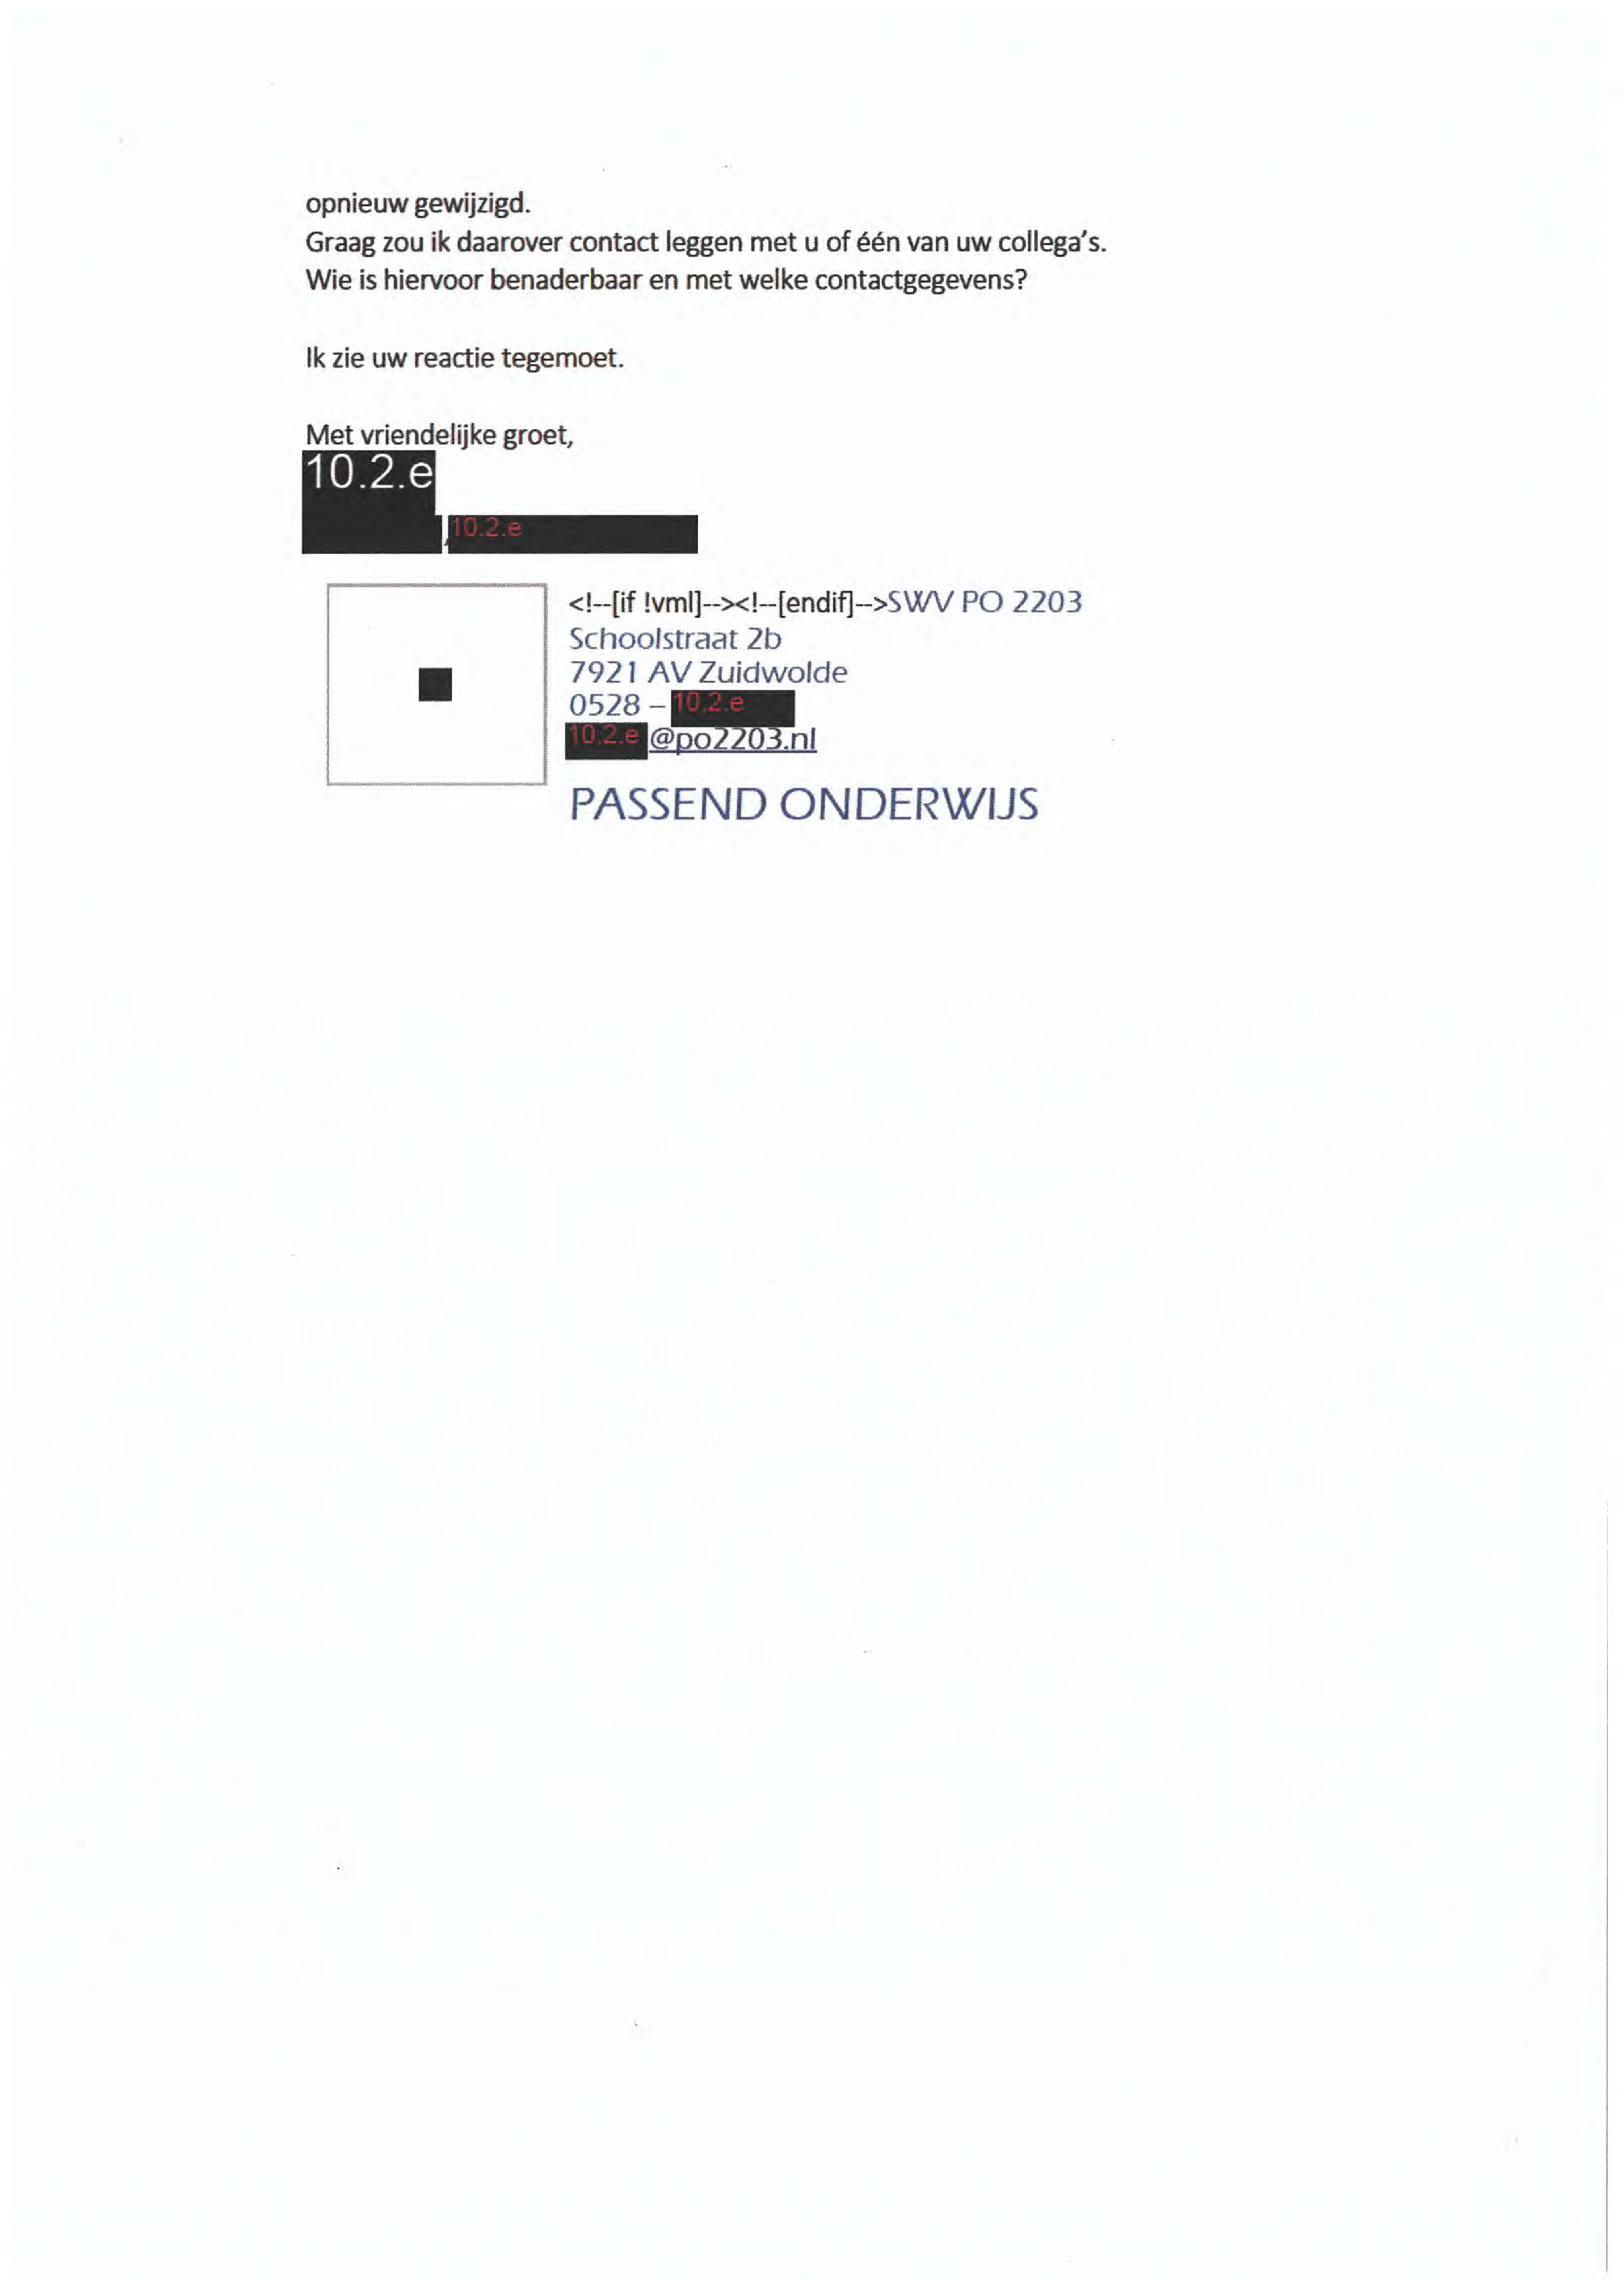 opnieuw gewijzigd.
Graag zou ik daarover contact leggen met u of één van uw collega's.
Wie is hiervoor benaderbaar en met welke contactgegevens?
Ik zie uw reactie tegemoet.
Met vriendelijke groet,
10.2.e
, 10.2.e
<!--[if !vml]--><!--[endif]-->SWV PO 2203
Schoolstraat 2b
7921 AV Zuidwolde
0528 – 10.2.e
10.2.e @po2203.nl
PASSEND ONDERWIJS